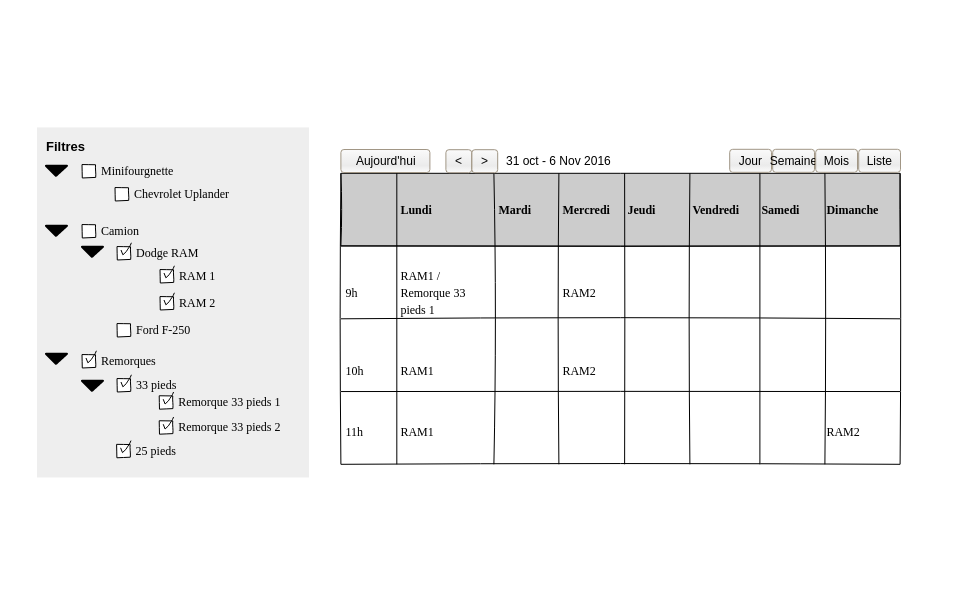 Filtres
Minifourgnette
Chevrolet Uplander
Camion
Dodge RAM
RAM 1
RAM 2
Ford F-250
Remorques
33 pieds
Remorque 33 pieds 1
Remorque 33 pieds 2
25 pieds
Aujourd'hui < > 31 oct - 6 Nov 2016 Jour Semaine Mois Liste
Lundi Mardi Mercredi Jeudi Vendredi Samedi Dimanche
RAM1 /
9h Remorque 33 RAM2
pieds 1
10h RAM1 RAM2
11h RAM1 RAM2